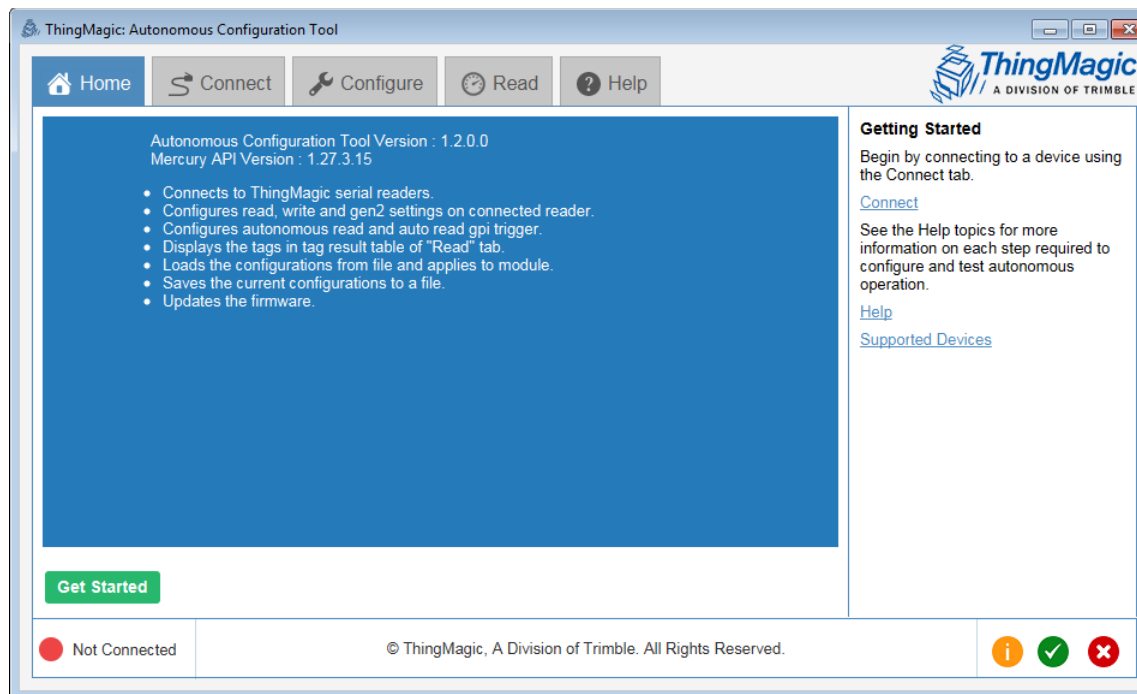 ThingMagic: Autonomous Configuration Tool
Home
Connect
Configure
Read
Help
ThingMagic
A DIVISION OF TRIMBLE
Autonomous Configuration Tool Version : 1.2.0.0
Mercury API Version : 1.27.3.15
Connects to ThingMagic serial readers.
Configures read, write and gen2 settings on connected reader.
Configures autonomous read and auto read gpi trigger.
Displays the tags in tag result table of "Read" tab.
Loads the configurations from file and applies to module.
Saves the current configurations to a file.
Updates the firmware.
Get Started
Getting Started
Begin by connecting to a device using
the Connect tab.
Connect
See the Help topics for more
information on each step required to
configure and test autonomous
operation.
Help
Supported Devices
Not Connected
© ThingMagic, A Division of Trimble. All Rights Reserved.